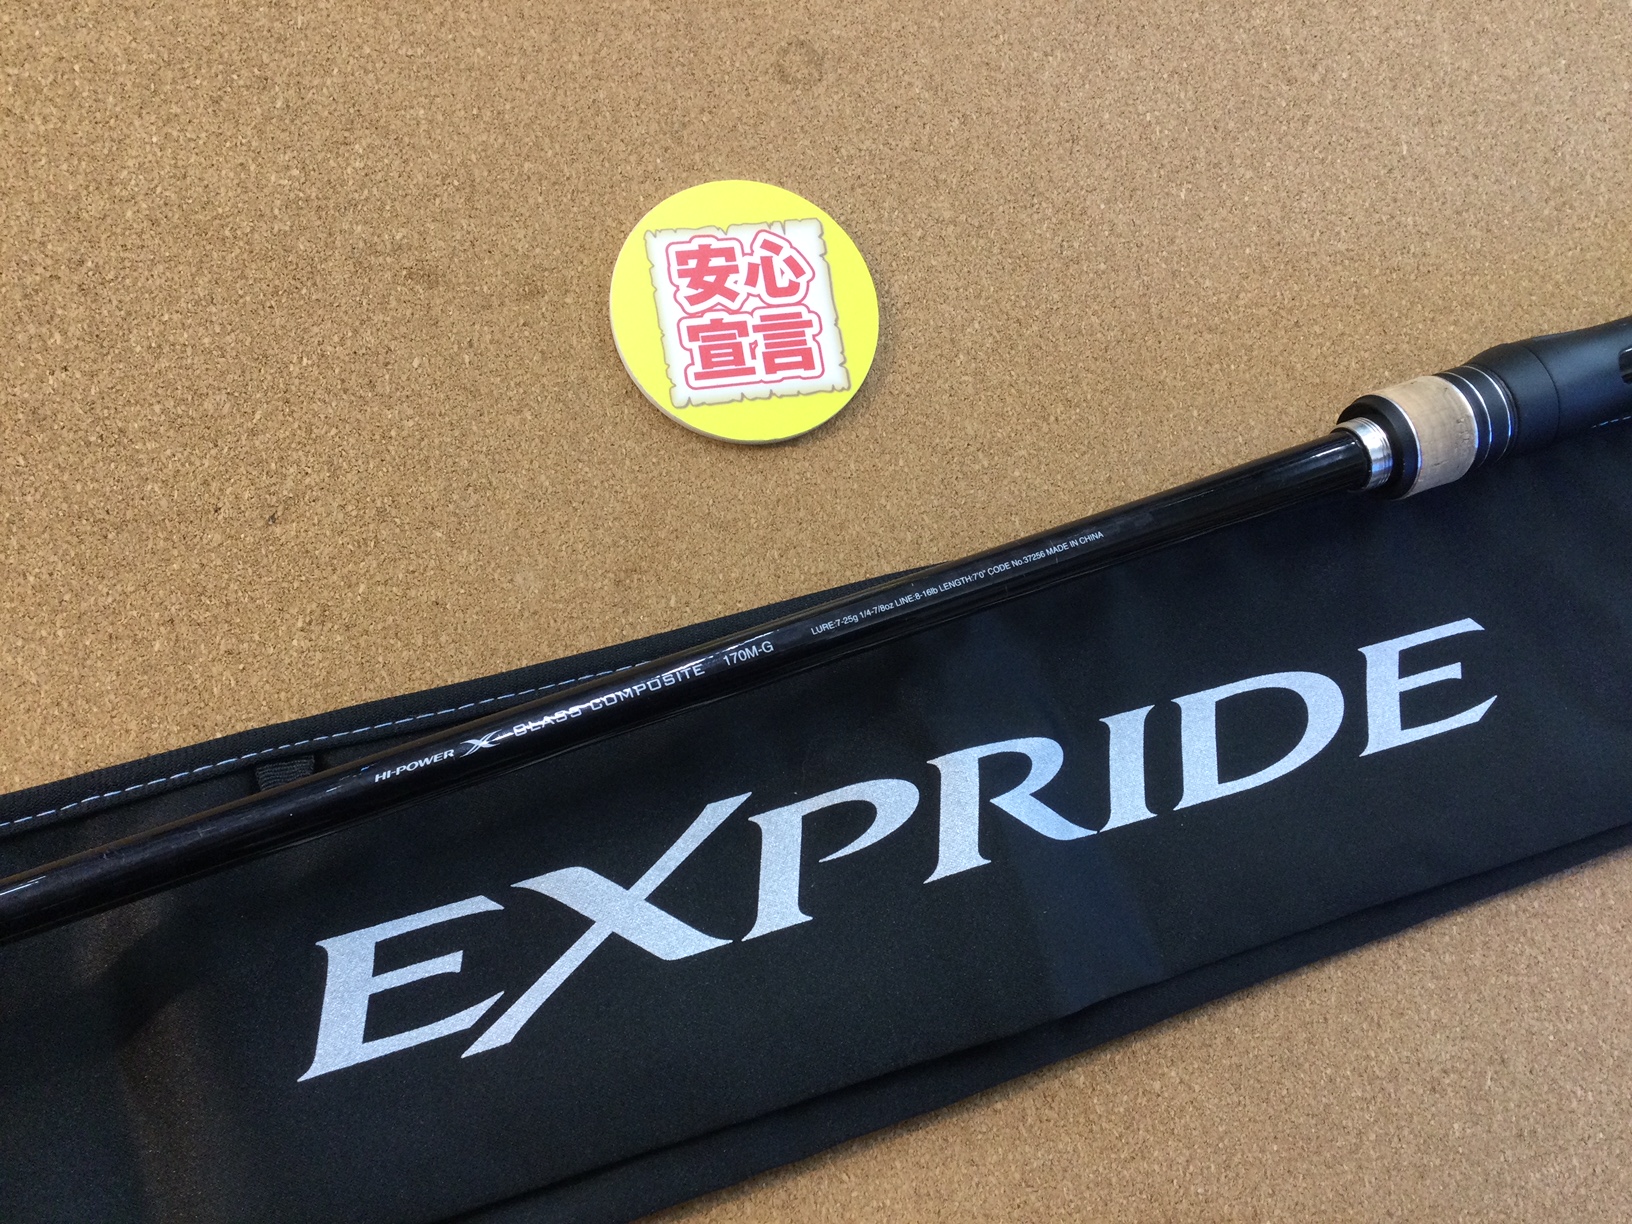 安心
宣言
HI-POWER X GLASS COMPOSITE 170M-G
LURE:7-25g 1/4-7/8oz LINE:8-16lb LENGTH:7'0" CODE No.37256 MADE IN CHINA
EXPRIDE